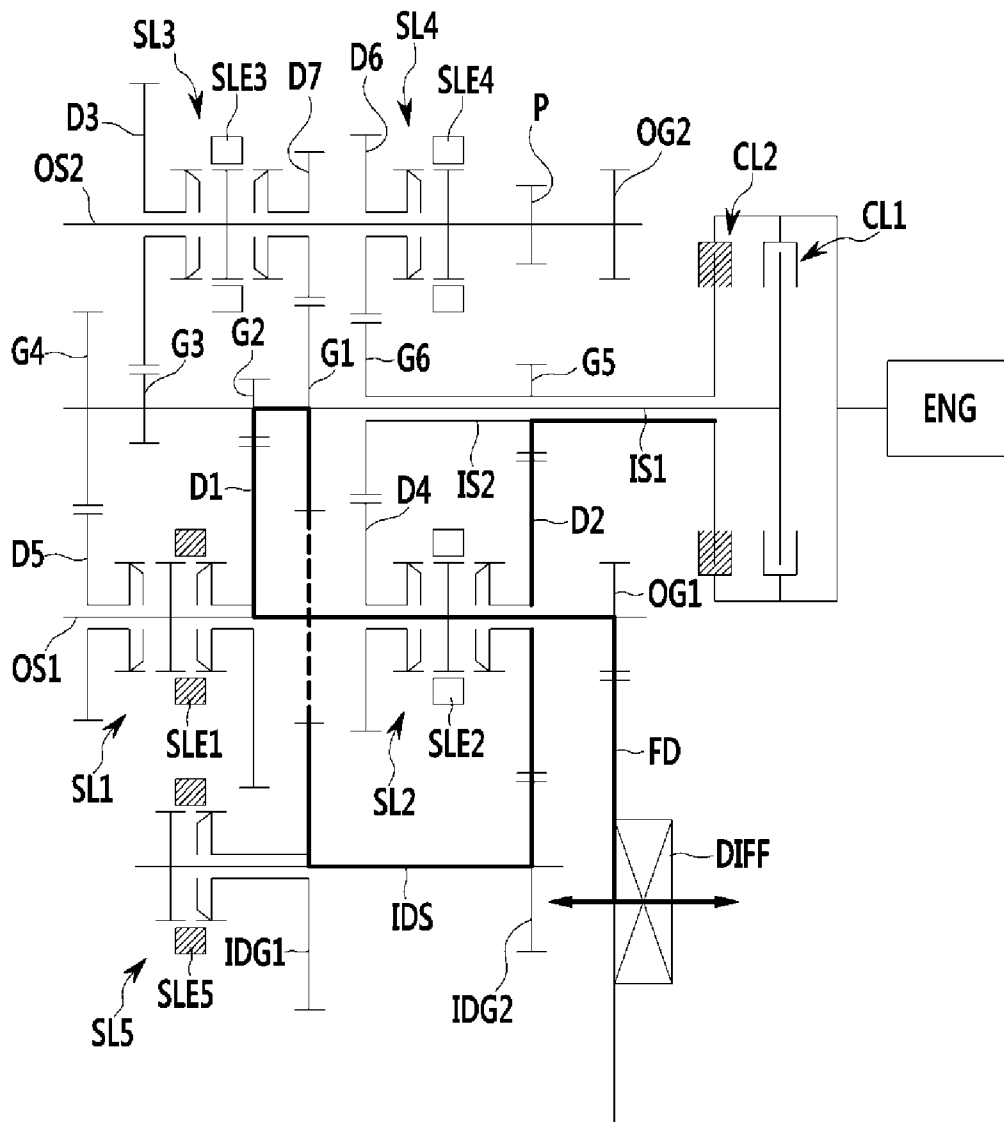 SL3
SL4
SLE3
D7
D6
SLE4
D3
P
OG2
OS2
CL2
CL1
G4
G3
G2
G1
G6
G5
ENG
D1
IS2
IS1
D4
D2
D5
OG1
OS1
SLE1
SLE2
FD
SL1
SL2
DIFF
IDS
IDG1
SLE5
IDG2
SL5